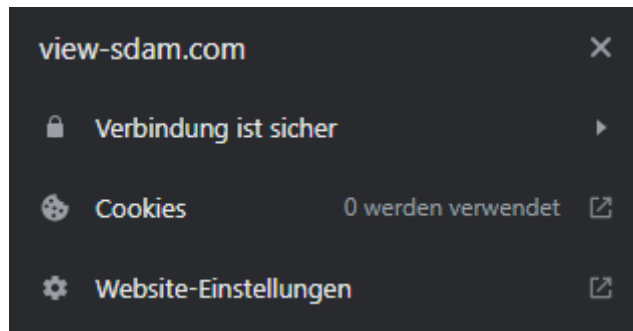 view-sdam.com
Verbindung ist sicher
Cookies 0 werden verwendet
Website-Einstellungen